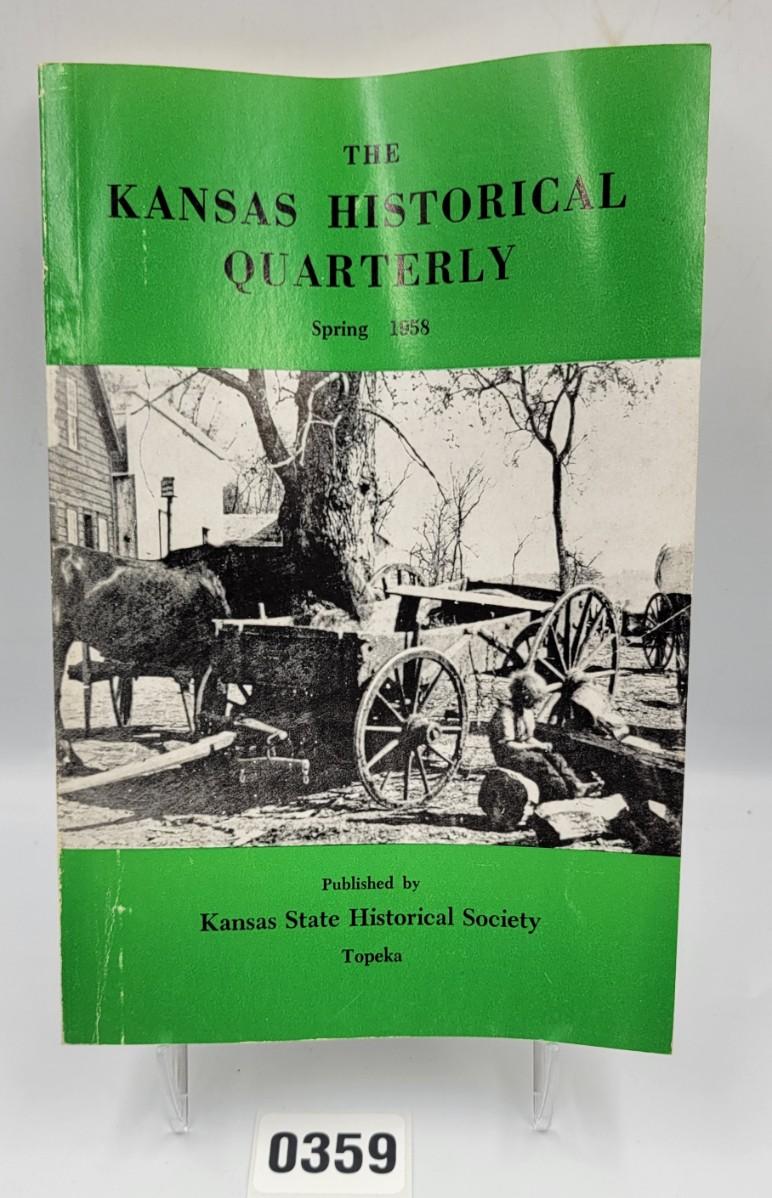 THE
KANSAS HISTORICAL
QUARTERLY
Spring 1958
Published by
Kansas State Historical Society
Topeka
0359